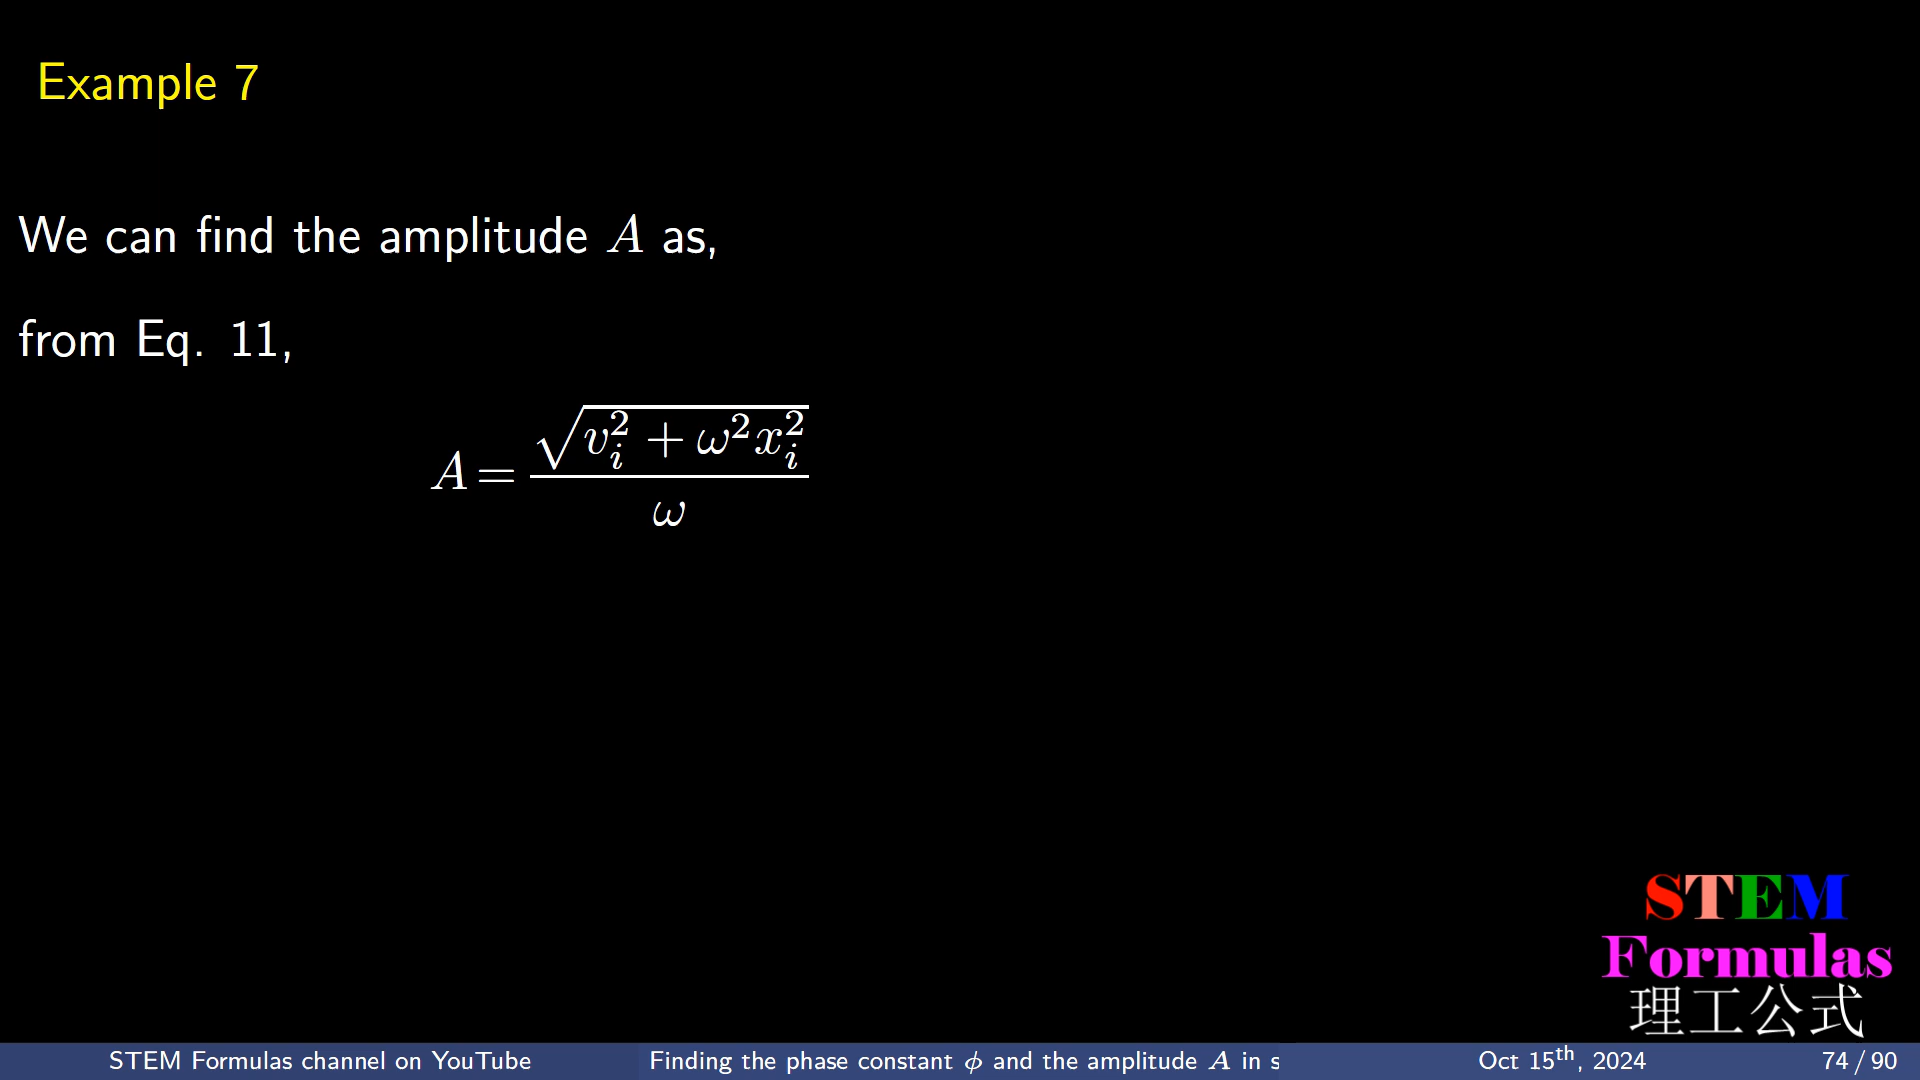 Example 7
We can find the amplitude A as,
from Eq. 11,
A = \frac{\sqrt{v_i^2 + ω^2 x_i^2}}{ω}
STEM
Formulas
理工公式
STEM Formulas channel on YouTube
Finding the phase constant ϕ and the amplitude A in s
Oct 15th, 2024
74 / 90